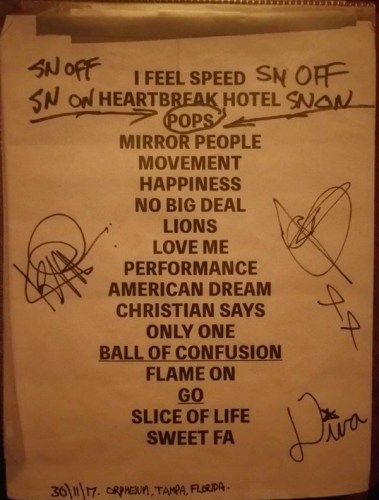 SN OFF I FEEL SPEED SN OFF
SN ON HEARTBREAK HOTEL SN ON
POPS
MIRROR PEOPLE
MOVEMENT
HAPPINESS
NO BIG DEAL
LIONS
LOVE ME
PERFORMANCE
AMERICAN DREAM
CHRISTIAN SAYS
ONLY ONE
BALL OF CONFUSION
FLAME ON
GO
SLICE OF LIFE
SWEET FA
Diva
30/11/17. ORPHEUM, TAMPA, FLORIDA.